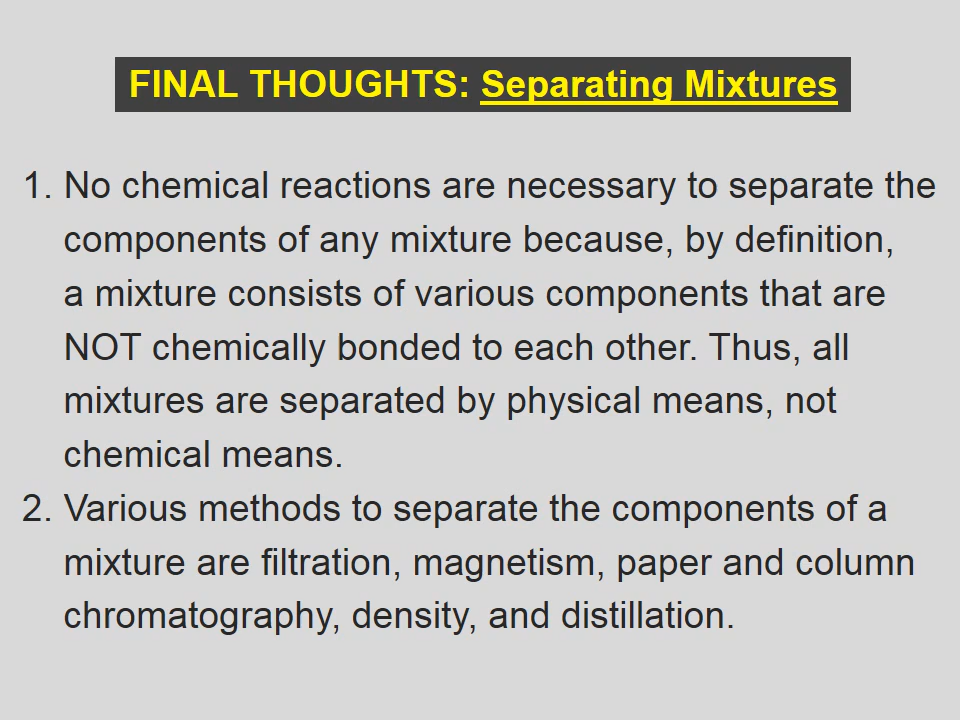 FINAL THOUGHTS: Separating Mixtures
1. No chemical reactions are necessary to separate the
components of any mixture because, by definition,
a mixture consists of various components that are
NOT chemically bonded to each other. Thus, all
mixtures are separated by physical means, not
chemical means.
2. Various methods to separate the components of a
mixture are filtration, magnetism, paper and column
chromatography, density, and distillation.